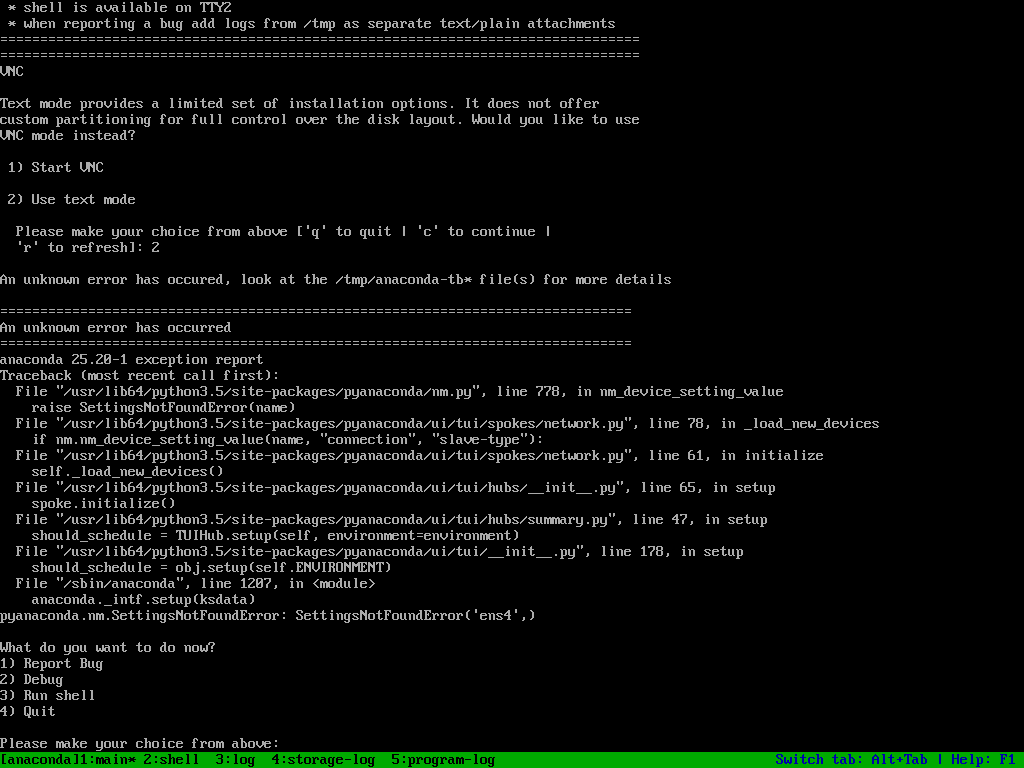 * shell is available on TTY2
 * when reporting a bug add logs from /tmp as separate text/plain attachments
================================================================================
================================================================================
VNC

Text mode provides a limited set of installation options. It does not offer
custom partitioning for full control over the disk layout. Would you like to use
VNC mode instead?

 1) Start VNC

 2) Use text mode

  Please make your choice from above ['q' to quit | 'c' to continue |
  'r' to refresh]: 2

An unknown error has occured, look at the /tmp/anaconda-tb* file(s) for more details

===============================================================================
An unknown error has occurred
===============================================================================
anaconda 25.20-1 exception report
Traceback (most recent call first):
  File "/usr/lib64/python3.5/site-packages/pyanaconda/nm.py", line 778, in nm_device_setting_value
    raise SettingsNotFoundError(name)
  File "/usr/lib64/python3.5/site-packages/pyanaconda/ui/tui/spokes/network.py", line 78, in _load_new_devices
    if nm.nm_device_setting_value(name, "connection", "slave-type"):
  File "/usr/lib64/python3.5/site-packages/pyanaconda/ui/tui/spokes/network.py", line 61, in initialize
    self._load_new_devices()
  File "/usr/lib64/python3.5/site-packages/pyanaconda/ui/tui/hubs/__init__.py", line 65, in setup
    spoke.initialize()
  File "/usr/lib64/python3.5/site-packages/pyanaconda/ui/tui/hubs/summary.py", line 47, in setup
    should_schedule = TUIHub.setup(self, environment=environment)
  File "/usr/lib64/python3.5/site-packages/pyanaconda/ui/tui/__init__.py", line 178, in setup
    should_schedule = obj.setup(self.ENVIRONMENT)
  File "/sbin/anaconda", line 1207, in <module>
    anaconda._intf.setup(ksdata)
pyanaconda.nm.SettingsNotFoundError: SettingsNotFoundError('ens4',)

What do you want to do now?
1) Report Bug
2) Debug
3) Run shell
4) Quit

Please make your choice from above:
[anaconda]1:main* 2:shell  3:log  4:storage-log  5:program-log Switch tab: Alt+Tab | Help: F1